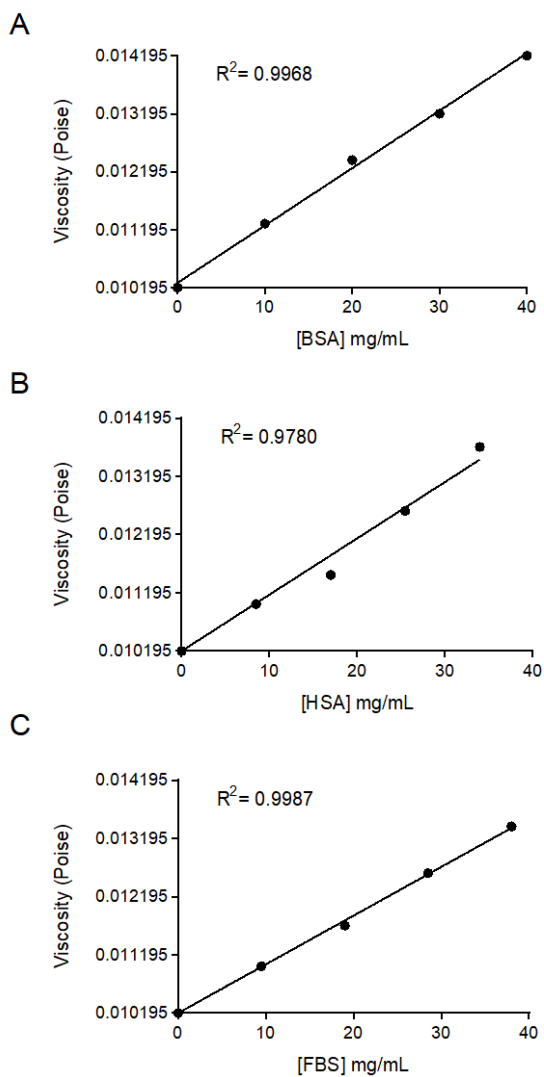 A
0.014195
R²= 0.9968
0.013195
0.012195
0.011195
0.010195
Viscosity (Poise)
0 10 20 30 40
[BSA] mg/mL
B
0.014195
R²= 0.9780
0.013195
0.012195
0.011195
0.010195
Viscosity (Poise)
0 10 20 30 40
[HSA] mg/mL
C
0.014195
R²= 0.9987
0.013195
0.012195
0.011195
0.010195
Viscosity (Poise)
0 10 20 30 40
[FBS] mg/mL